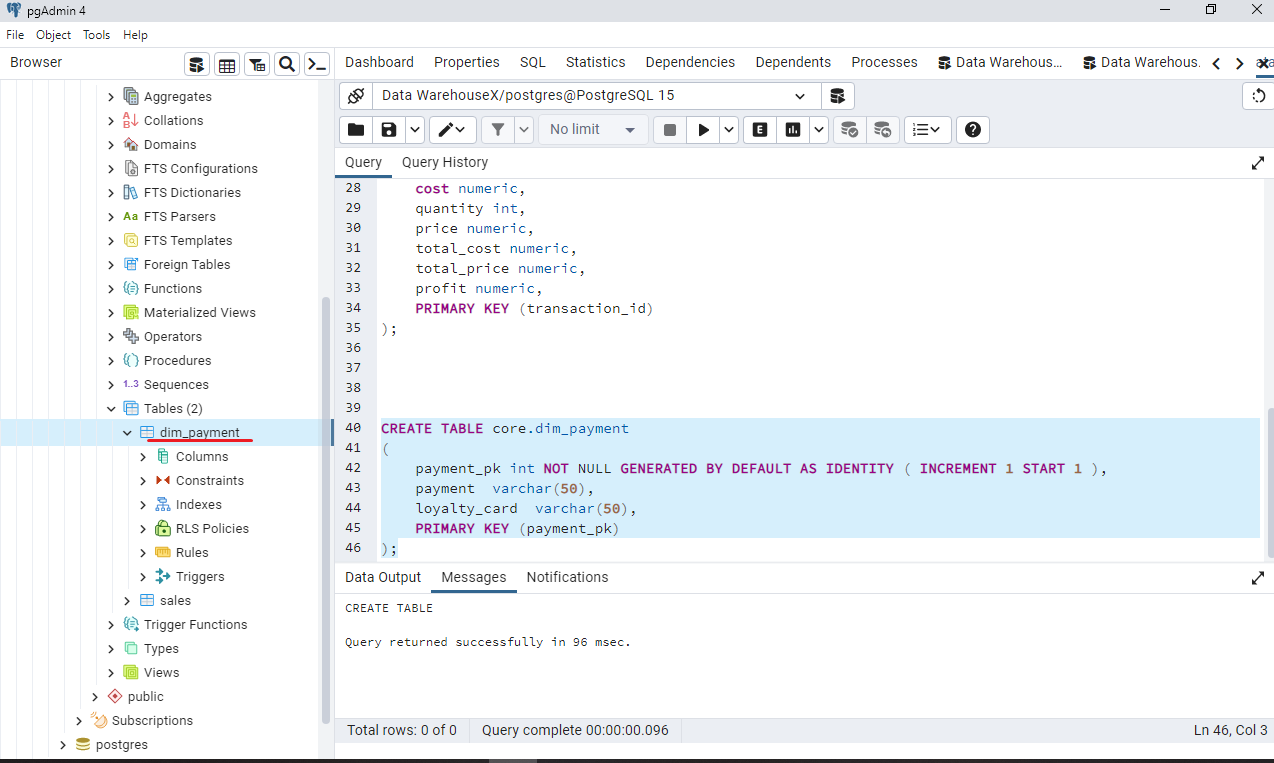 pgAdmin 4
File Object Tools Help
Browser
Dashboard Properties SQL Statistics Dependencies Dependents Processes Data Warehous... Data Warehous.
Data WarehouseX/postgres@PostgreSQL 15
No limit
E
Query Query History
Aggregates
Collations
Domains
FTS Configurations
FTS Dictionaries
Aa FTS Parsers
FTS Templates
Foreign Tables
Functions
Materialized Views
Operators
Procedures
1..3 Sequences
Tables (2)
dim_payment
Columns
Constraints
Indexes
RLS Policies
Rules
Triggers
sales
Trigger Functions
Types
Views
public
Subscriptions
postgres
28 cost numeric,
29 quantity int,
30 price numeric,
31 total_cost numeric,
32 total_price numeric,
33 profit numeric,
34 PRIMARY KEY (transaction_id)
35 );
36
37
38
39
40 CREATE TABLE core.dim_payment
41 (
42 payment_pk int NOT NULL GENERATED BY DEFAULT AS IDENTITY ( INCREMENT 1 START 1 ),
43 payment varchar(50),
44 loyalty_card varchar(50),
45 PRIMARY KEY (payment_pk)
46 );
Data Output Messages Notifications
CREATE TABLE
Query returned successfully in 96 msec.
Total rows: 0 of 0 Query complete 00:00:00.096 Ln 46, Col 3